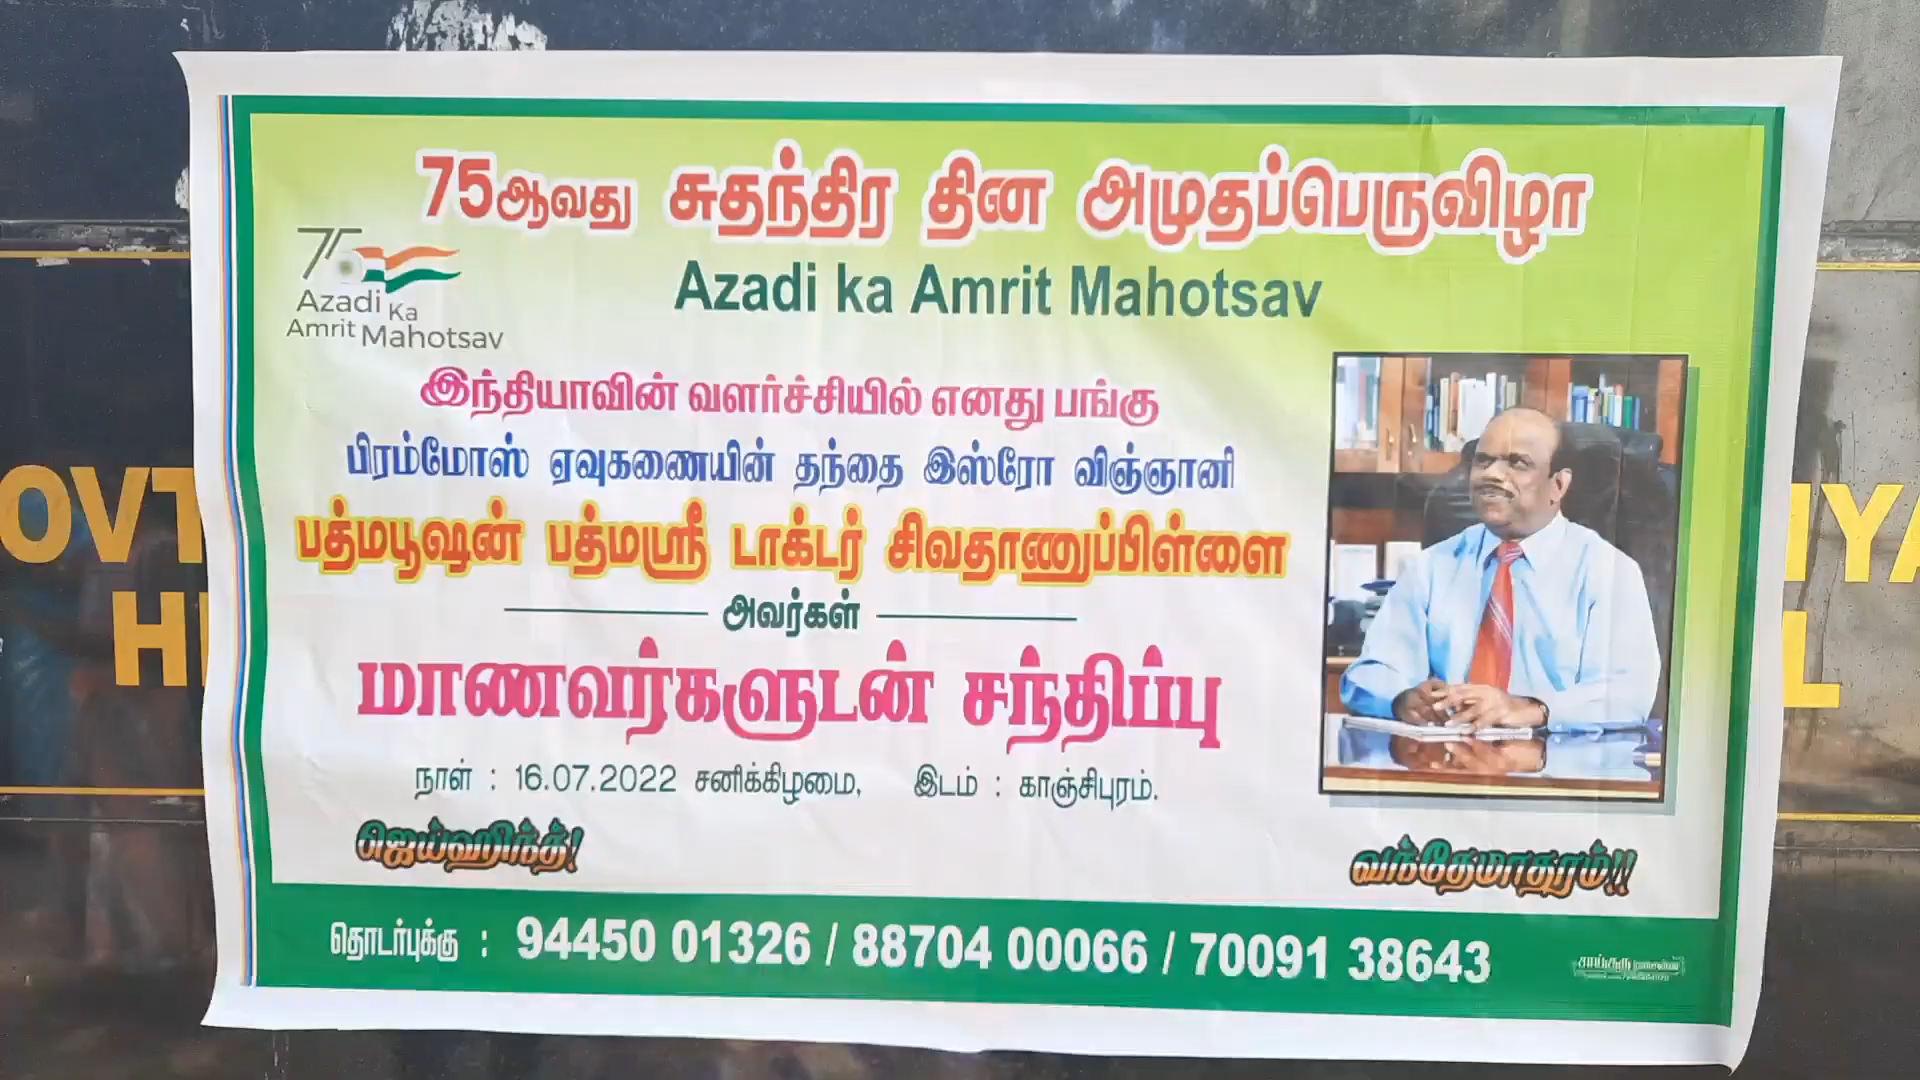 75ஆவது சுதந்திர தின அமுதப்பெருவிழா
75
Azadi Ka
Amrit Mahotsav
Azadi ka Amrit Mahotsav
இந்தியாவின் வளர்ச்சியில் எனது பங்கு
பிரம்மோஸ் ஏவுகணையின் தந்தை இஸ்ரோ விஞ்ஞானி
பத்மபூஷன் பத்மஸ்ரீ டாக்டர் சிவதாணுப்பிள்ளை
அவர்கள்
மாணவர்களுடன் சந்திப்பு
நாள் : 16.07.2022 சனிக்கிழமை, இடம் : காஞ்சிபுரம்.
ஜெய்ஹிந்த்!
வந்தேமாதரம்!!
தொடர்புக்கு : 94450 01326 / 88704 00066 / 70091 38643